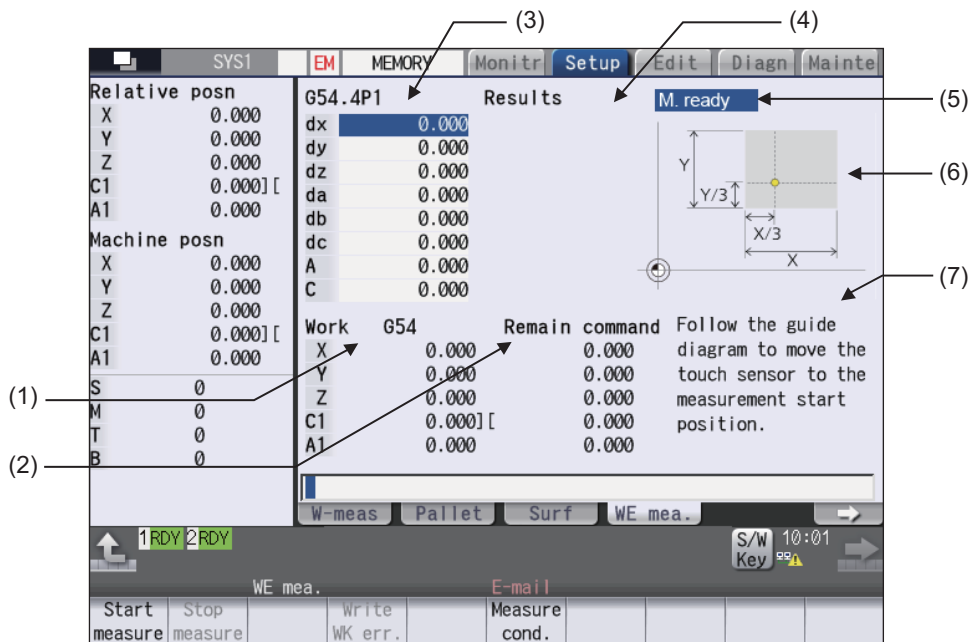 (3) (4)
SYS1 EM MEMORY Monitr Setup Edit Diagn Mainte
Relative posn
X 0.000
Y 0.000
Z 0.000
C1 0.000][
A1 0.000
Machine posn
X 0.000
Y 0.000
Z 0.000
C1 0.000][
A1 0.000
S 0
M 0
T 0
B 0
(1)
(2)
G54.4P1 Results
dx 0.000
dy 0.000
dz 0.000
da 0.000
db 0.000
dc 0.000
A 0.000
C 0.000
M. ready (5)
Y
Y/3
X/3
X
(6)
(7)
Work G54 Remain command
X 0.000 0.000
Y 0.000 0.000
Z 0.000 0.000
C1 0.000][ 0.000
A1 0.000 0.000
Follow the guide
diagram to move the
touch sensor to the
measurement start
position.
W-meas Pallet Surf WE mea.
1 RDY 2 RDY
S/W Key 10:01
WE mea. E-mail
Start measure
Stop measure
Write WK err.
Measure cond.